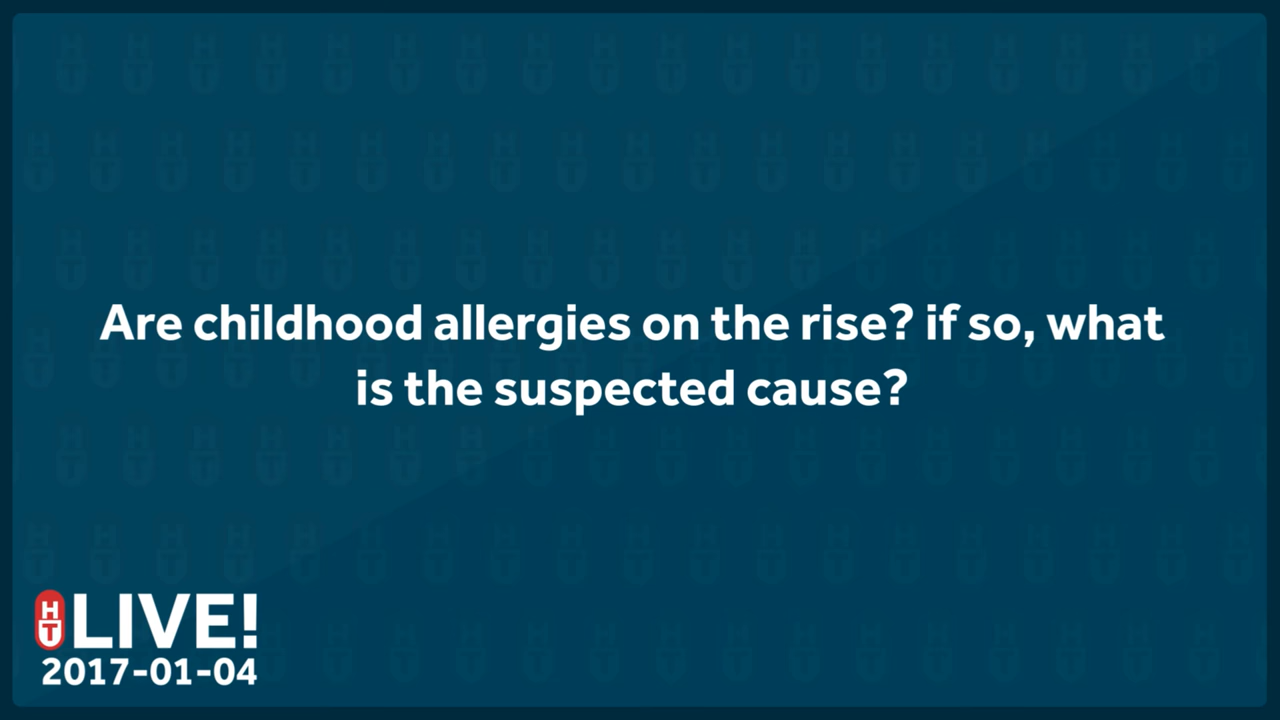 Are childhood allergies on the rise? if so, what
is the suspected cause?
HT LIVE!
2017-01-04